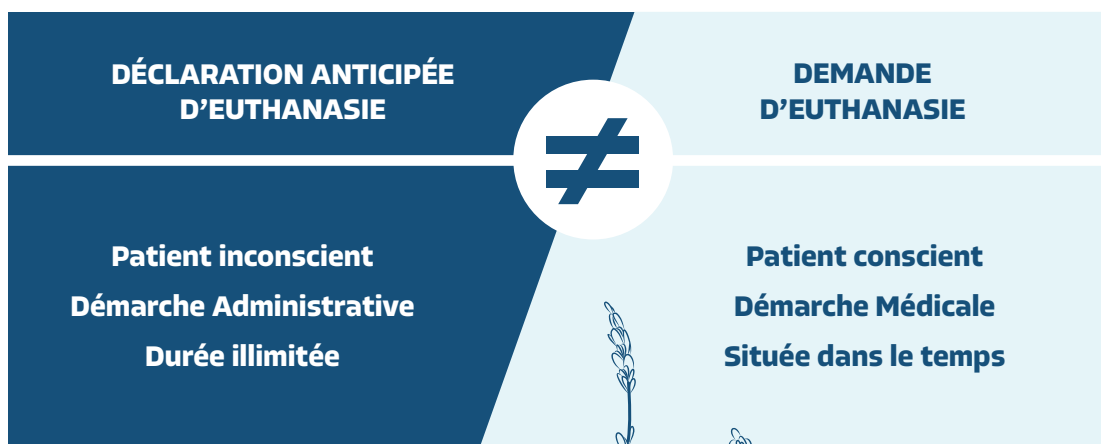 DÉCLARATION ANTICIPÉE
D’EUTHANASIE
≠
DEMANDE
D’EUTHANASIE
Patient inconscient
Démarche Administrative
Durée illimitée
Patient conscient
Démarche Médicale
Située dans le temps